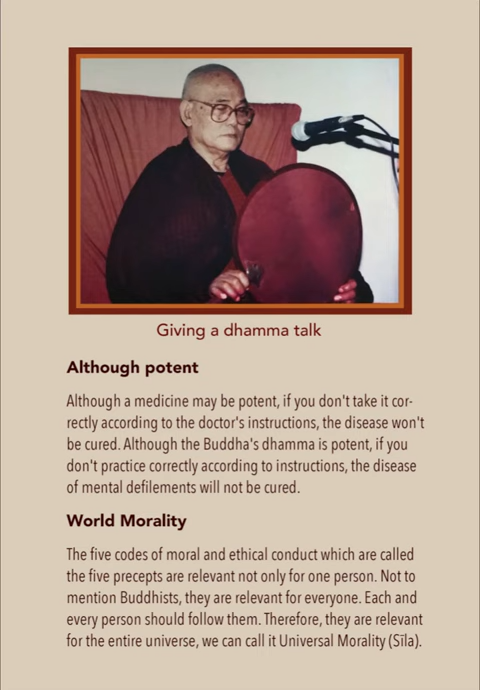 Giving a dhamma talk
Although potent
Although a medicine may be potent, if you don't take it cor-
rectly according to the doctor's instructions, the disease won't
be cured. Although the Buddha's dhamma is potent, if you
don't practice correctly according to instructions, the disease
of mental defilements will not be cured.
World Morality
The five codes of moral and ethical conduct which are called
the five precepts are relevant not only for one person. Not to
mention Buddhists, they are relevant for everyone. Each and
every person should follow them. Therefore, they are relevant
for the entire universe, we can call it Universal Morality (Sīla).